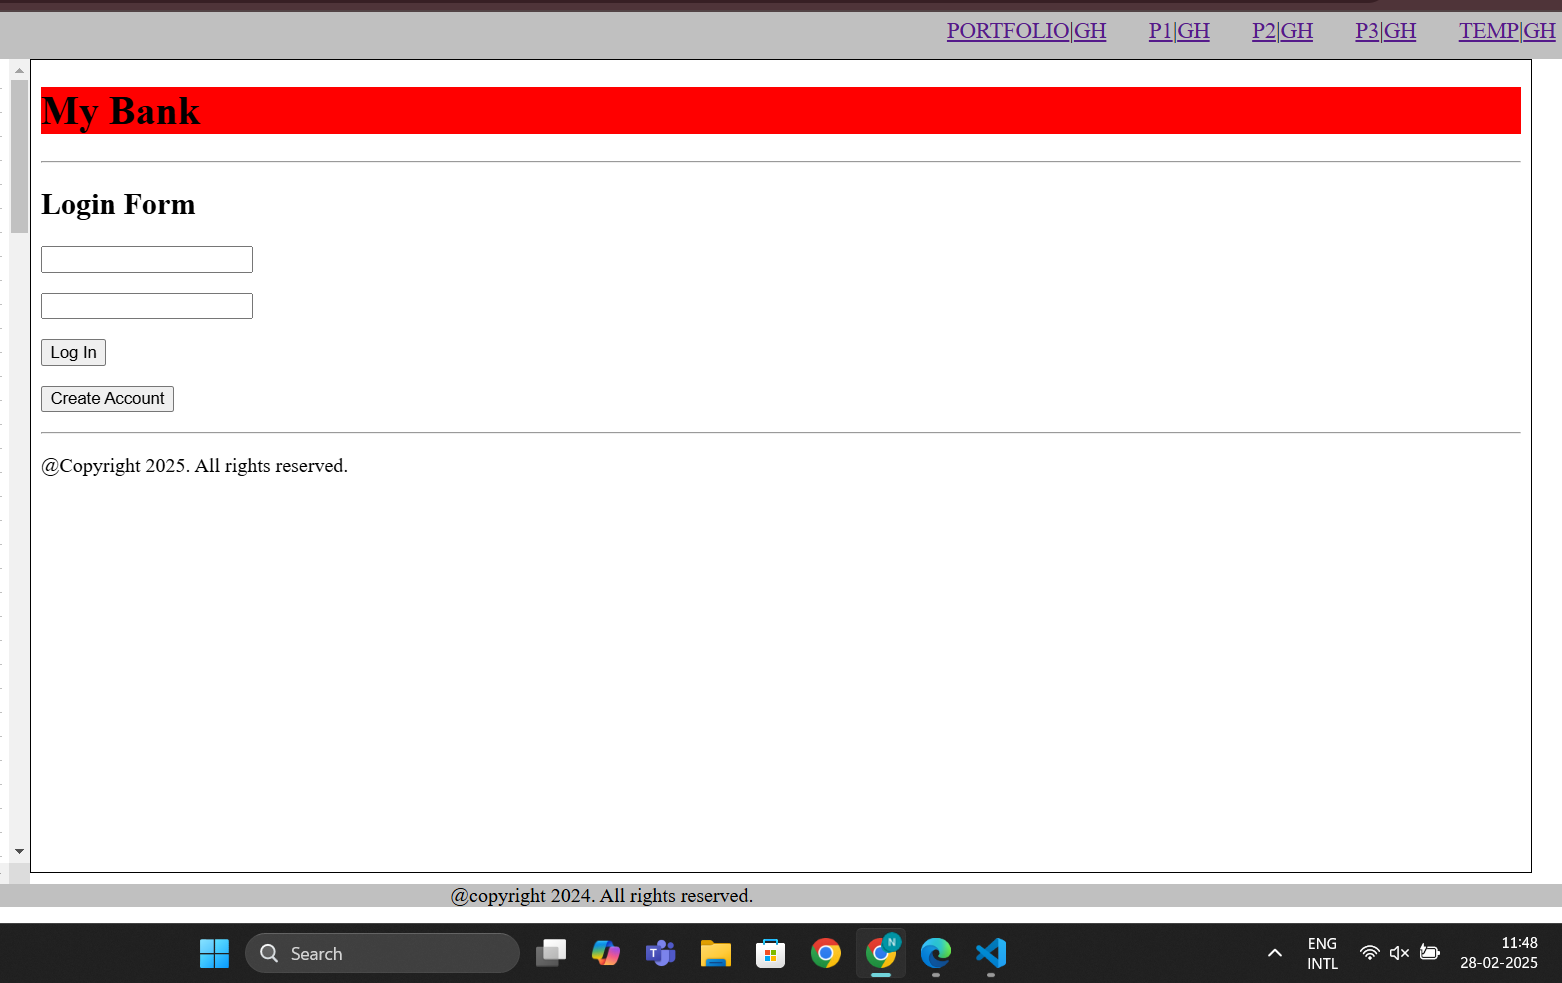 PORTFOLIO|GH P1|GH P2|GH P3|GH TEMP|GH
My Bank
Login Form
Log In
Create Account
@Copyright 2025. All rights reserved.
@copyright 2024. All rights reserved.
Search
N
T
ENG
INTL
11:48
28-02-2025